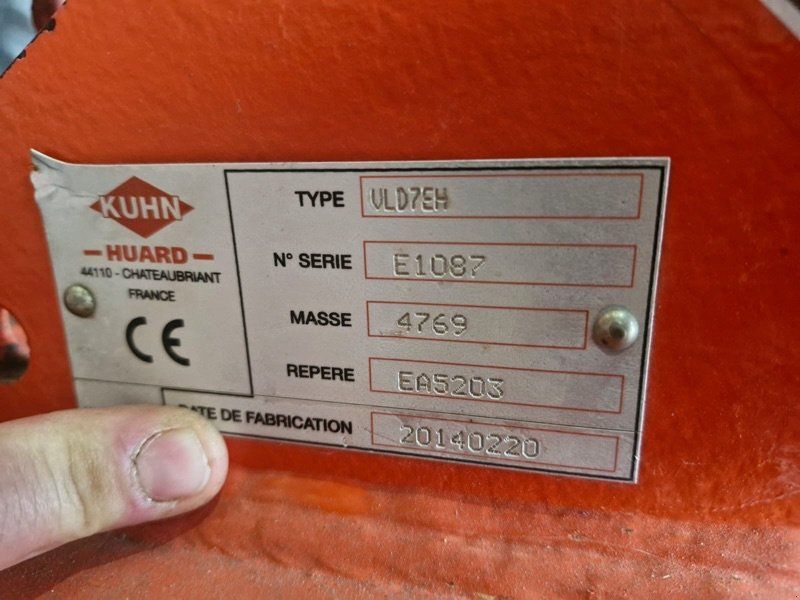 KUHN
HUARD
44110 - CHATEAUBRIANT
FRANCE
CE
TYPE VLD7EH
N° SERIE E1087
MASSE 4769
REPERE EA5203
DATE DE FABRICATION 20140220